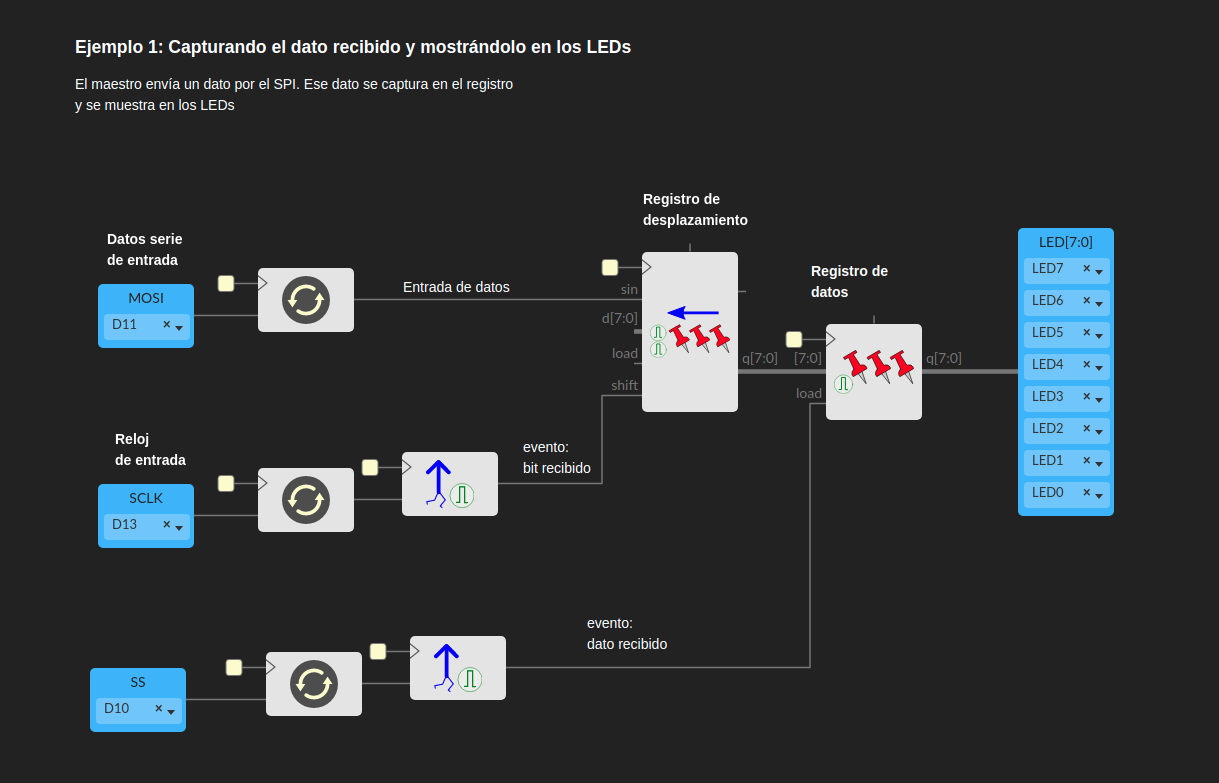 Ejemplo 1: Capturando el dato recibido y mostrándolo en los LEDs
El maestro envía un dato por el SPI. Ese dato se captura en el registro
y se muestra en los LEDs
Registro de
desplazamiento
Datos serie
de entrada
MOSI
D11
Entrada de datos
sin
d[7:0]
load
shift
q[7:0]
Registro de
datos
[7:0]
load
q[7:0]
LED[7:0]
LED7
LED6
LED5
LED4
LED3
LED2
LED1
LED0
Reloj
de entrada
SCLK
D13
evento:
bit recibido
evento:
dato recibido
SS
D10